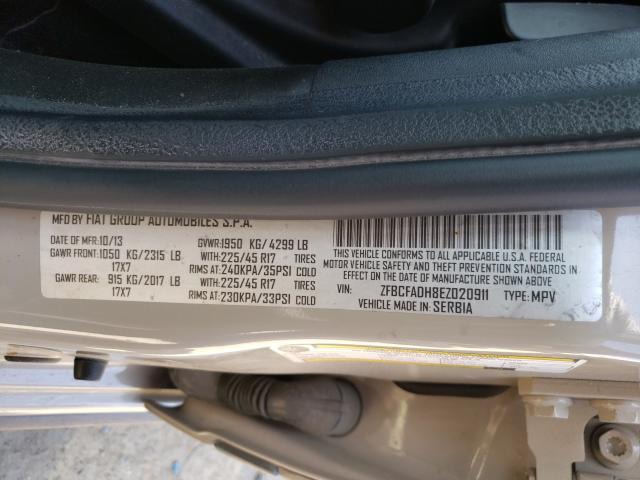 MFD BY FIAT GROUP AUTOMOBILES S.P.A.
DATE OF MFR:10/13 GVWR:1950 KG/4299 LB
GAWR FRONT:1050 KG/2315 LB WITH:225/45 R17 TIRES
17X7 RIMS AT:240KPA/35PSI COLD
GAWR REAR: 915 KG/2017 LB WITH:225/45 R17 TIRES
17X7 RIMS AT:230KPA/33PSI COLD
THIS VEHICLE CONFORMS TO ALL APPLICABLE U.S.A. FEDERAL
MOTOR VEHICLE SAFETY AND THEFT PREVENTION STANDARDS
IN EFFECT ON THE DATE OF MANUFACTURE SHOWN ABOVE.
VIN: ZFBCFADH8EZ020911 TYPE: MPV
VEHICLE MADE IN: SERBIA